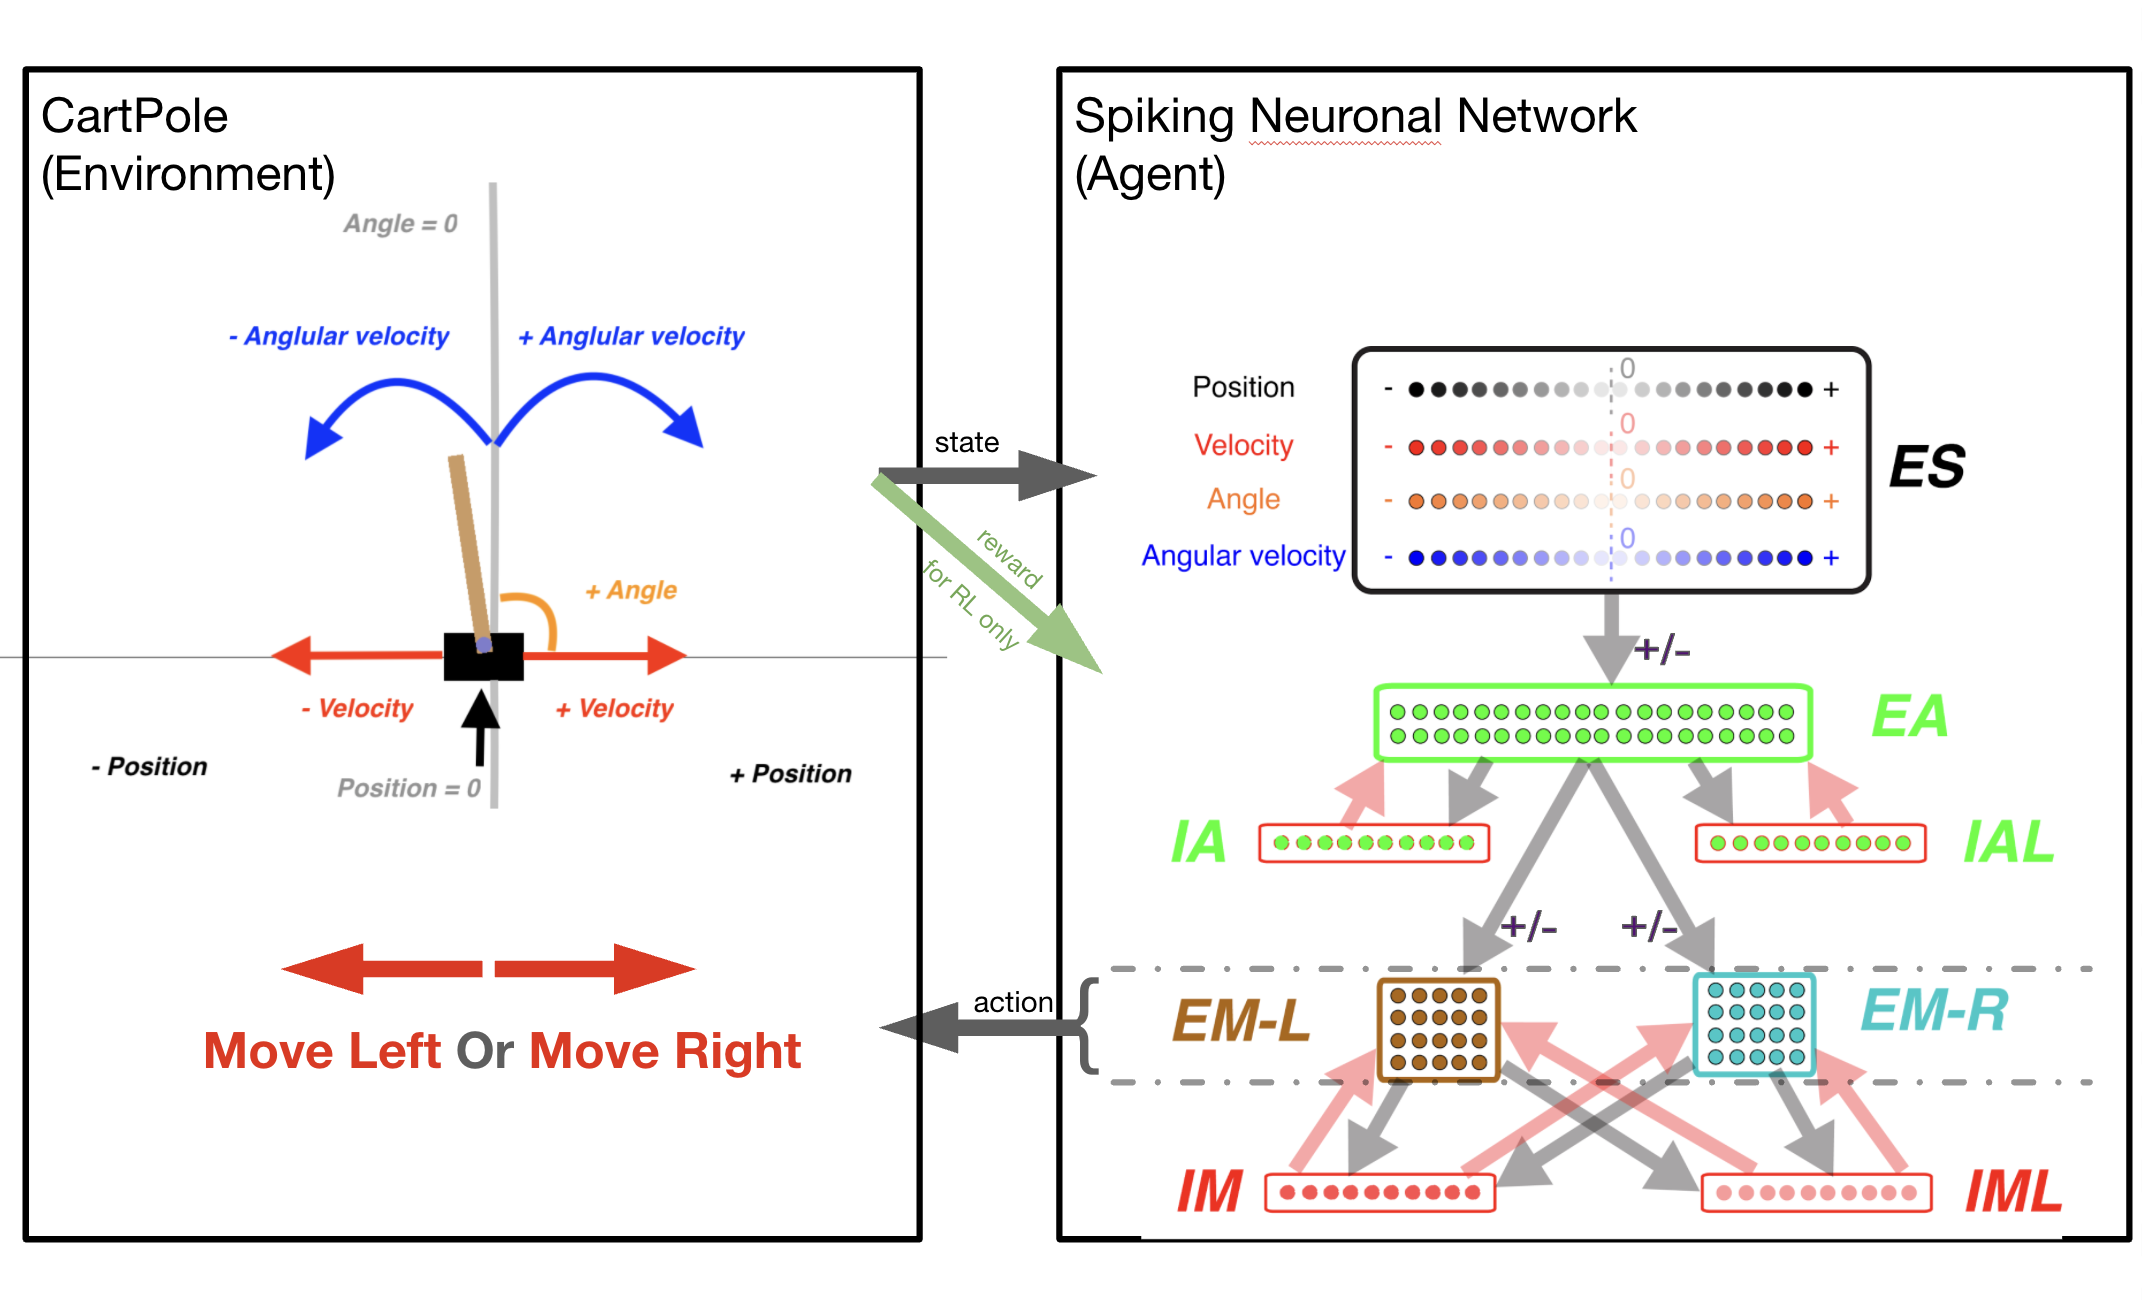 CartPole
(Environment)
Angle = 0
- Anglular velocity
+ Anglular velocity
+ Angle
- Velocity
+ Velocity
- Position
Position = 0
+ Position
Move Left Or Move Right
state
reward
for RL only
action
Spiking Neuronal Network
(Agent)
Position - 0 +
Velocity - 0 +
Angle - 0 +
Angular velocity - 0 +
ES
+/-
EA
IA
IAL
+/- +/-
EM-L
EM-R
IM
IML